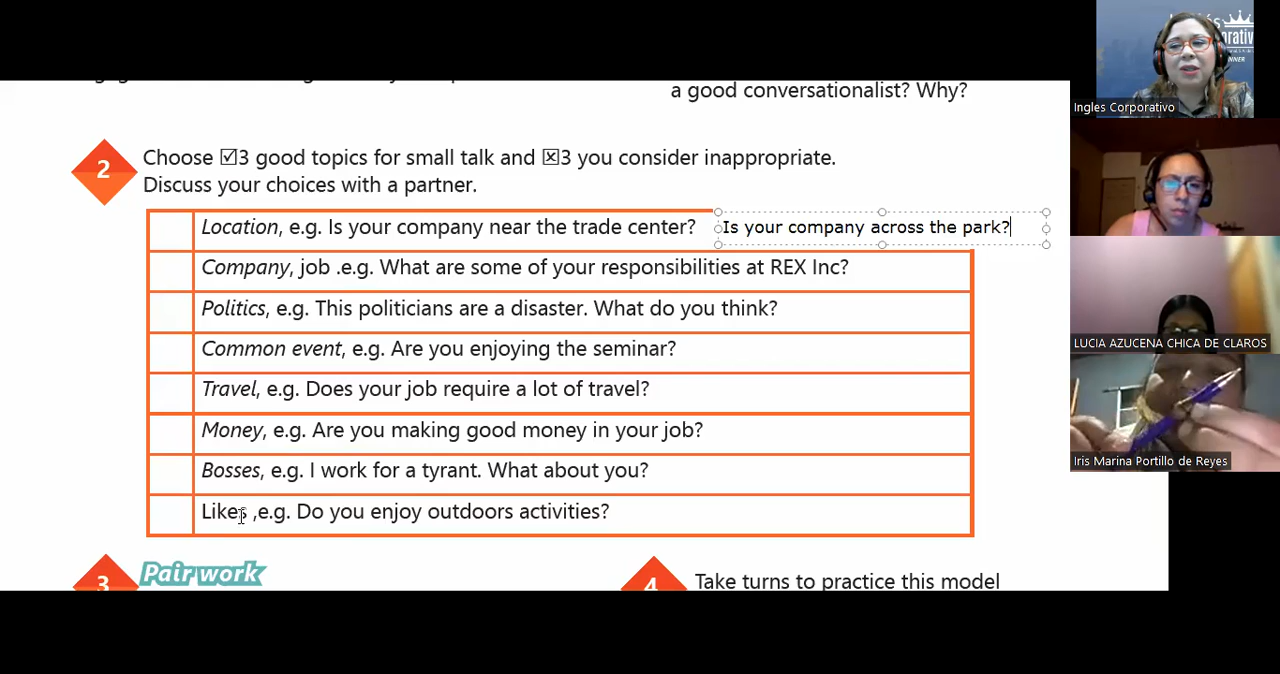 a good conversationalist? Why?
2
Choose ☑3 good topics for small talk and ☒3 you consider inappropriate.
Discuss your choices with a partner.
Location, e.g. Is your company near the trade center?
Is your company across the park?
Company, job .e.g. What are some of your responsibilities at REX Inc?
Politics, e.g. This politicians are a disaster. What do you think?
Common event, e.g. Are you enjoying the seminar?
Travel, e.g. Does your job require a lot of travel?
Money, e.g. Are you making good money in your job?
Bosses, e.g. I work for a tyrant. What about you?
Likes ,e.g. Do you enjoy outdoors activities?
3
Pair work
4
Take turns to practice this model
Ingles Corporativo
LUCIA AZUCENA CHICA DE CLAROS
Iris Marina Portillo de Reyes